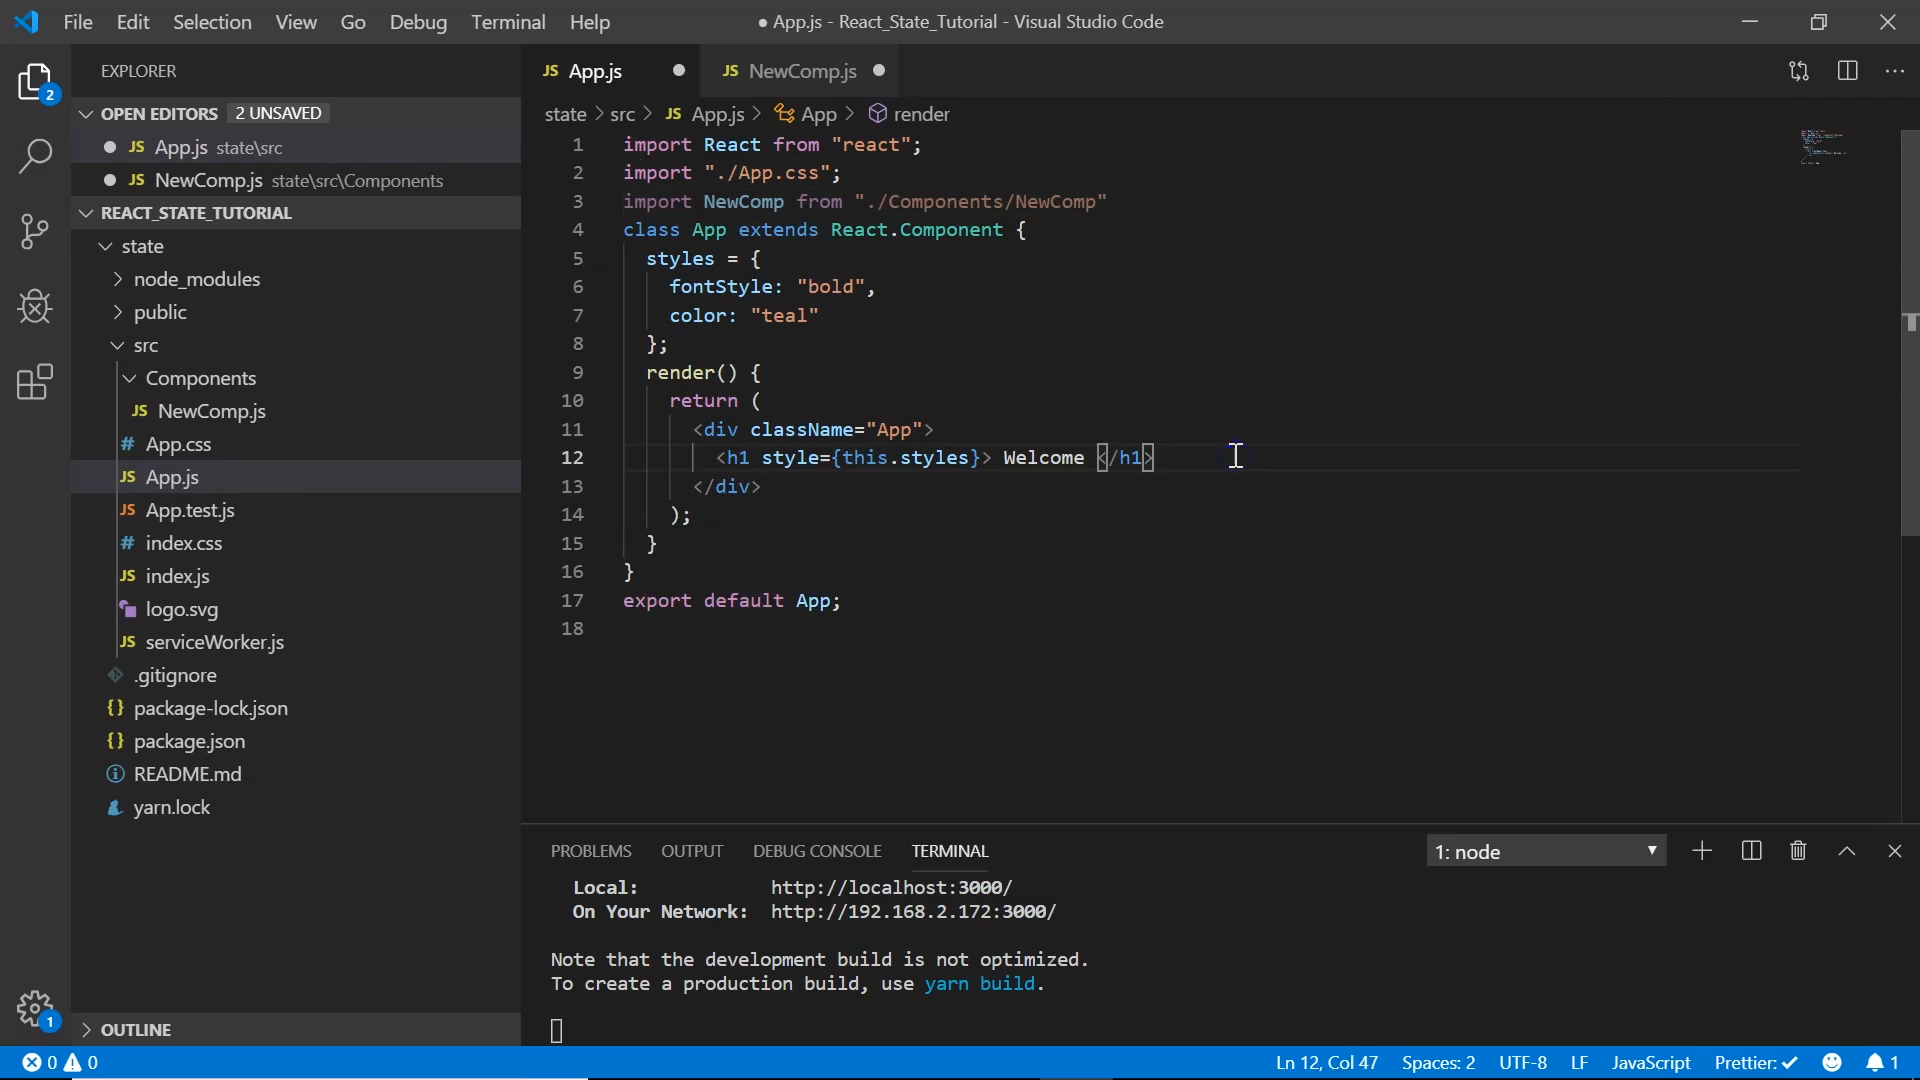 File Edit Selection View Go Debug Terminal Help
● App.js - React_State_Tutorial - Visual Studio Code
2
EXPLORER
OPEN EDITORS 2 UNSAVED
JS App.js state\src
JS NewComp.js state\src\Components
REACT_STATE_TUTORIAL
state
node_modules
public
src
Components
JS NewComp.js
# App.css
JS App.js
JS App.test.js
# index.css
JS index.js
logo.svg
JS serviceWorker.js
.gitignore
{} package-lock.json
{} package.json
README.md
yarn.lock
OUTLINE
1
JS App.js
JS NewComp.js
state > src > JS App.js > App > render
1 import React from "react";
2 import "./App.css";
3 import NewComp from "./Components/NewComp"
4 class App extends React.Component {
5 styles = {
6 fontStyle: "bold",
7 color: "teal"
8 };
9 render() {
10 return (
11 <div className="App">
12 <h1 style={this.styles}> Welcome </h1>
13 </div>
14 );
15 }
16 }
17 export default App;
18
PROBLEMS OUTPUT DEBUG CONSOLE TERMINAL
1: node
Local: http://localhost:3000/
On Your Network: http://192.168.2.172:3000/
Note that the development build is not optimized.
To create a production build, use yarn build.
0 0
Ln 12, Col 47 Spaces: 2 UTF-8 LF JavaScript Prettier: ✓ 1